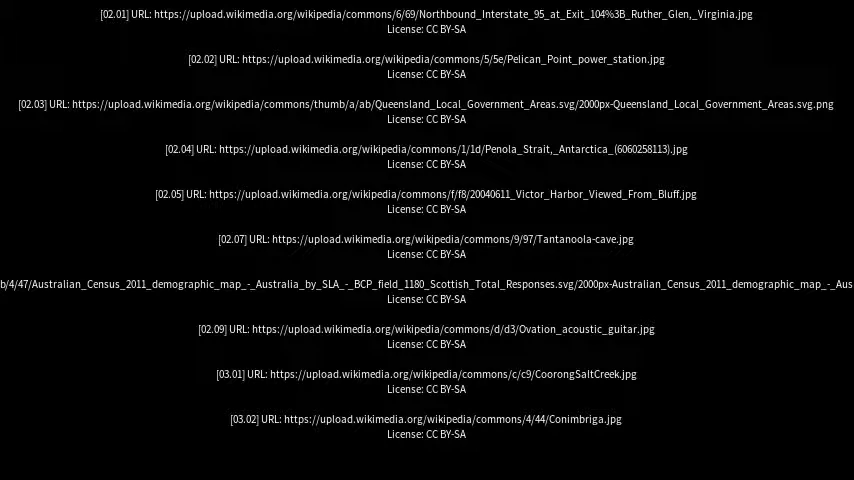 [02.01] URL: https://upload.wikimedia.org/wikipedia/commons/6/69/Northbound_Interstate_95_at_Exit_104%3B_Ruther_Glen,_Virginia.jpg
License: CC BY-SA
[02.02] URL: https://upload.wikimedia.org/wikipedia/commons/5/5e/Pelican_Point_power_station.jpg
License: CC BY-SA
[02.03] URL: https://upload.wikimedia.org/wikipedia/commons/thumb/a/ab/Queensland_Local_Government_Areas.svg/2000px-Queensland_Local_Government_Areas.svg.png
License: CC BY-SA
[02.04] URL: https://upload.wikimedia.org/wikipedia/commons/1/1d/Penola_Strait,_Antarctica_(6060258113).jpg
License: CC BY-SA
[02.05] URL: https://upload.wikimedia.org/wikipedia/commons/f/f8/20040611_Victor_Harbor_Viewed_From_Bluff.jpg
License: CC BY-SA
[02.07] URL: https://upload.wikimedia.org/wikipedia/commons/9/97/Tantanoola-cave.jpg
License: CC BY-SA
b/4/47/Australian_Census_2011_demographic_map_-_Australia_by_SLA_-_BCP_field_1180_Scottish_Total_Responses.svg/2000px-Australian_Census_2011_demographic_map_-_Aus
License: CC BY-SA
[02.09] URL: https://upload.wikimedia.org/wikipedia/commons/d/d3/Ovation_acoustic_guitar.jpg
License: CC BY-SA
[03.01] URL: https://upload.wikimedia.org/wikipedia/commons/c/c9/CoorongSaltCreek.jpg
License: CC BY-SA
[03.02] URL: https://upload.wikimedia.org/wikipedia/commons/4/44/Conimbriga.jpg
License: CC BY-SA